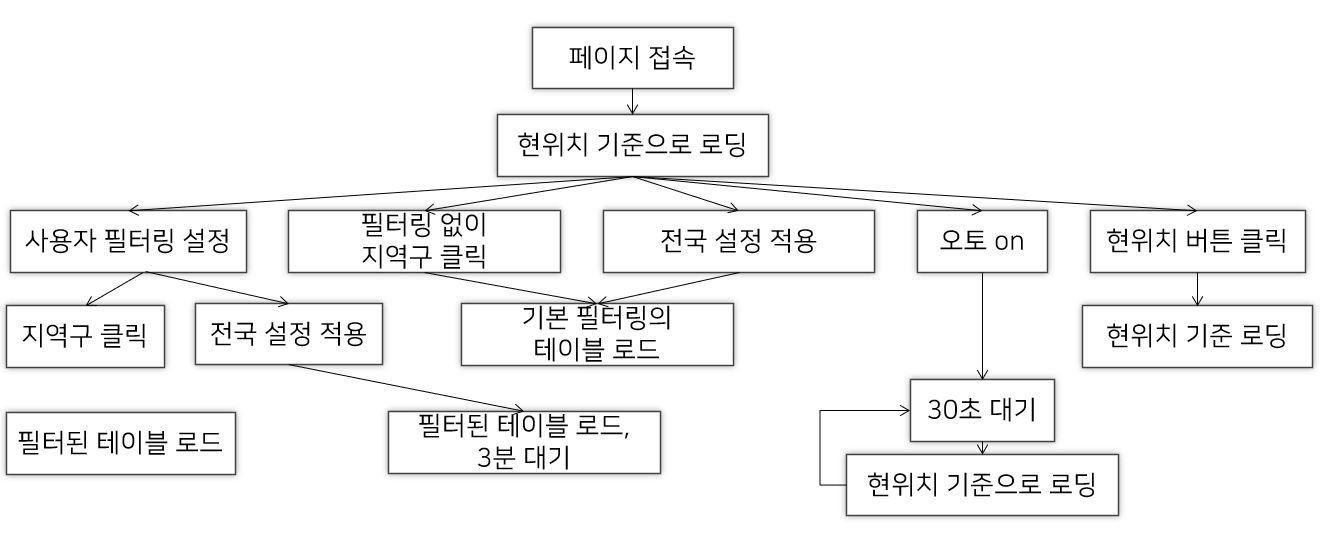 페이지 접속
현위치 기준으로 로딩
사용자 필터링 설정
필터링 없이
지역구 클릭
전국 설정 적용
오토 on
현위치 버튼 클릭
지역구 클릭
전국 설정 적용
기본 필터링의
테이블 로드
현위치 기준 로딩
필터된 테이블 로드
필터된 테이블 로드,
3분 대기
30초 대기
현위치 기준으로 로딩